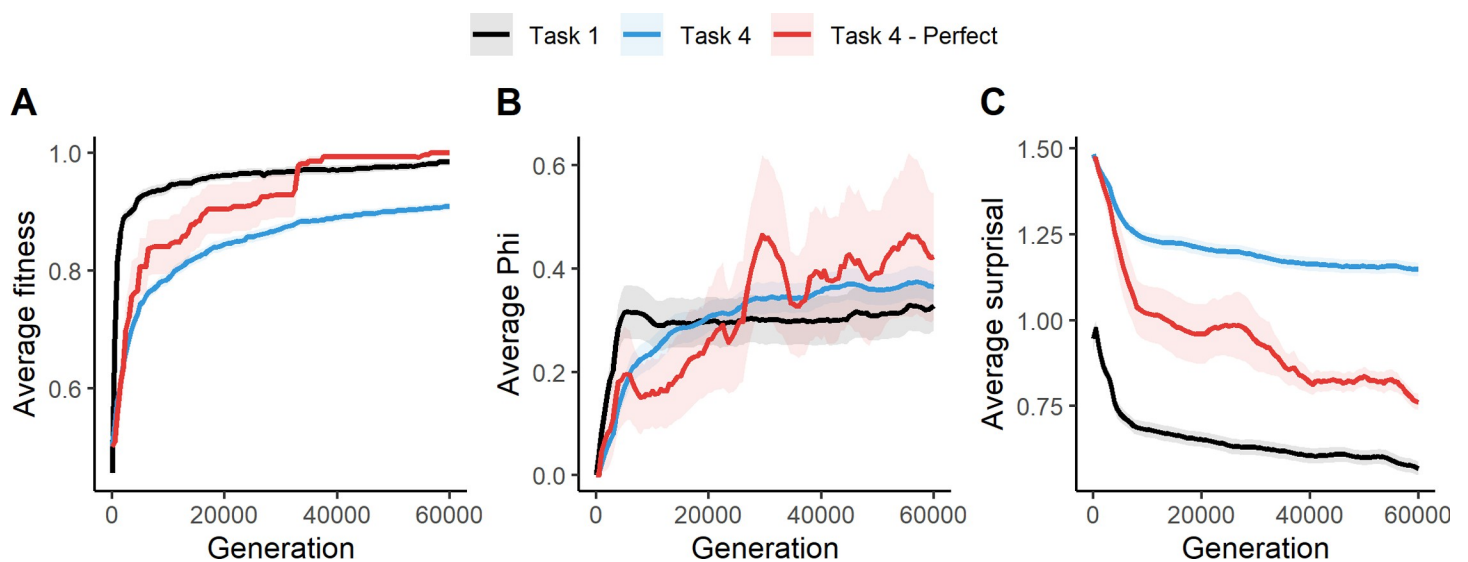 Task 1 Task 4 Task 4 - Perfect
A
Average fitness
1.0
0.8
0.6
0 20000 40000 60000
Generation
B
Average Phi
0.6
0.4
0.2
0.0
0 20000 40000 60000
Generation
C
Average surprisal
1.50
1.25
1.00
0.75
0 20000 40000 60000
Generation